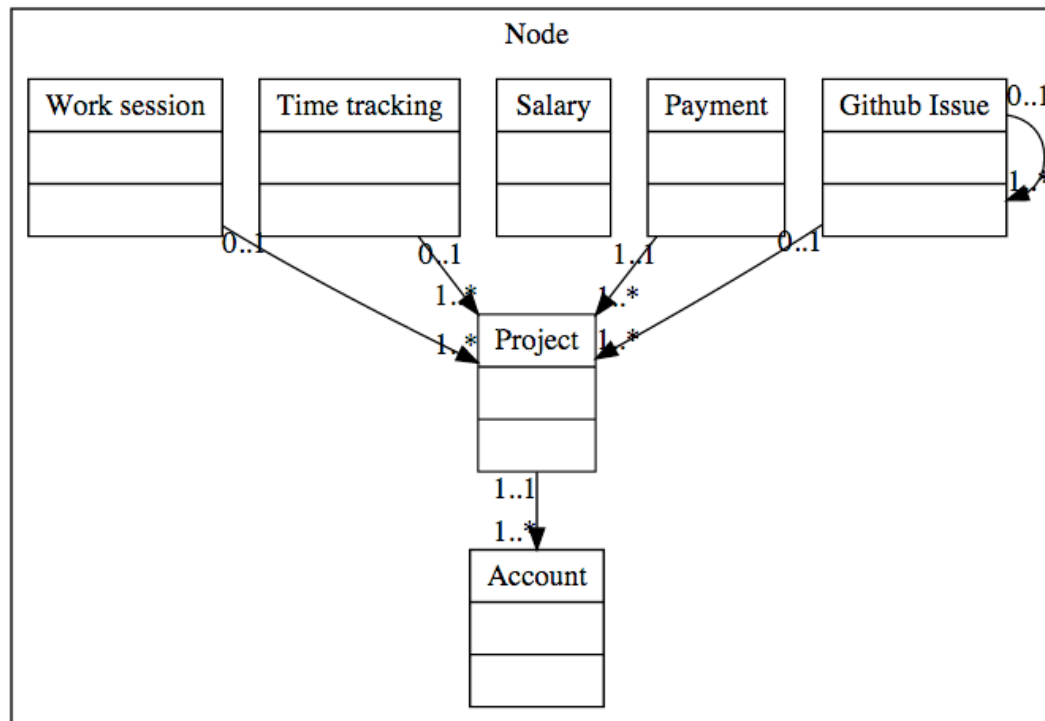 Node
Work session
Time tracking
Salary
Payment
Github Issue
0..1
1..*
0..1
0..1
1..1
0..1
1..*
1..*
1..*
1..*
Project
1..1
1..*
Account